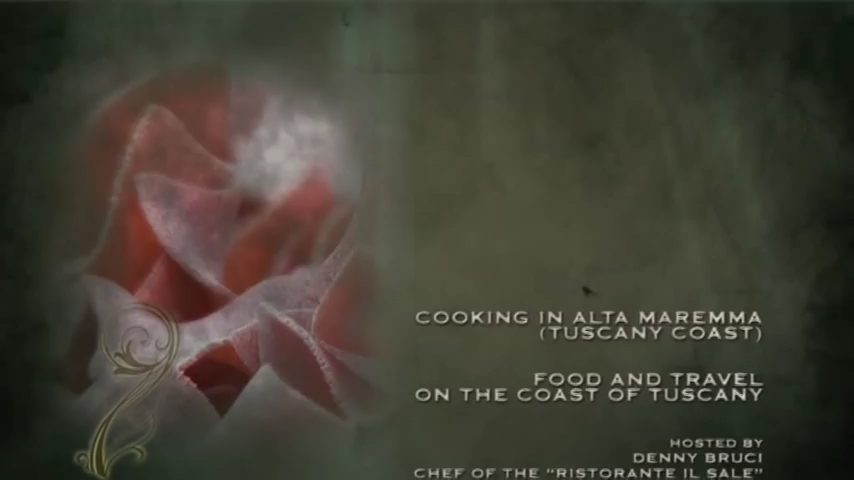 COOKING IN ALTA MAREMMA
(TUSCANY COAST)
FOOD AND TRAVEL
ON THE COAST OF TUSCANY
HOSTED BY
DENNY BRUCI
CHEF OF THE "RISTORANTE IL SALE"